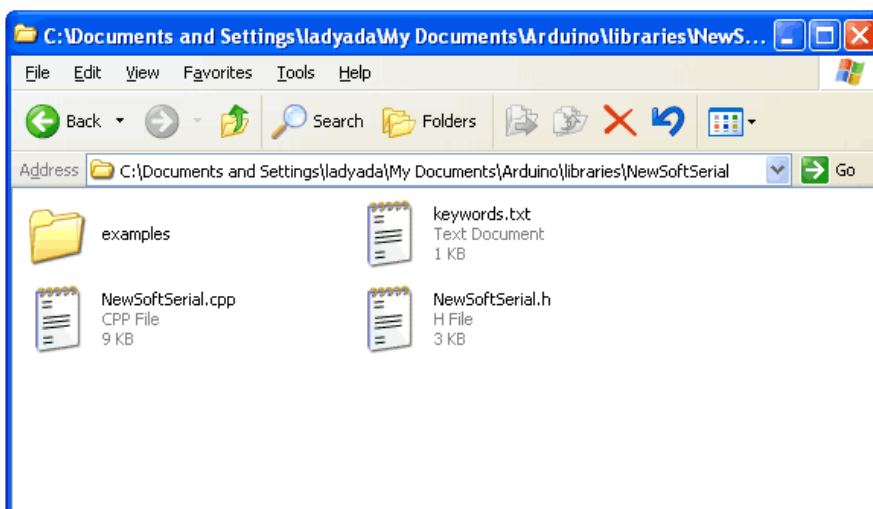 C:\Documents and Settings\ladyada\My Documents\Arduino\libraries\NewS...
File Edit View Favorites Tools Help
Back Search Folders
Address C:\Documents and Settings\ladyada\My Documents\Arduino\libraries\NewSoftSerial Go
examples
keywords.txt
Text Document
1 KB
NewSoftSerial.cpp
CPP File
9 KB
NewSoftSerial.h
H File
3 KB